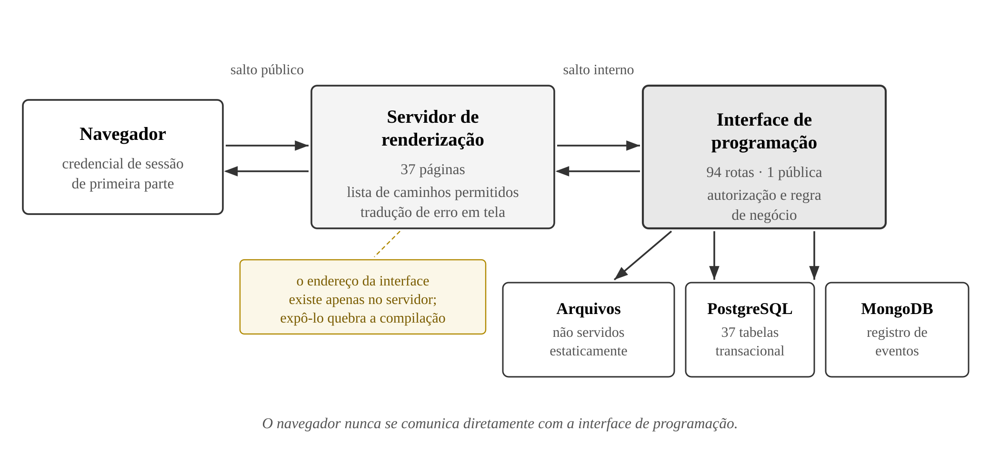 salto público
salto interno
Navegador
credencial de sessão
de primeira parte
Servidor de
renderização
37 páginas
lista de caminhos permitidos
tradução de erro em tela
Interface de
programação
94 rotas · 1 pública
autorização e regra
de negócio
o endereço da interface
existe apenas no servidor;
expô-lo quebra a compilação
Arquivos
não servidos
estaticamente
PostgreSQL
37 tabelas
transacional
MongoDB
registro de
eventos
O navegador nunca se comunica diretamente com a interface de programação.